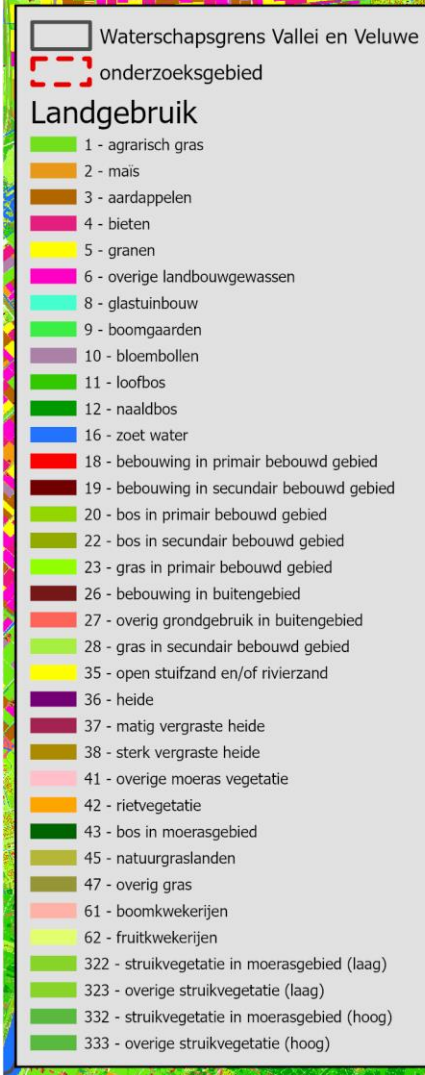 Waterschapsgrens Vallei en Veluwe
onderzoeksgebied
Landgebruik
1 - agrarisch gras
2 - maïs
3 - aardappelen
4 - bieten
5 - granen
6 - overige landbouwgewassen
8 - glastuinbouw
9 - boomgaarden
10 - bloembollen
11 - loofbos
12 - naaldbos
16 - zoet water
18 - bebouwing in primair bebouwd gebied
19 - bebouwing in secundair bebouwd gebied
20 - bos in primair bebouwd gebied
22 - bos in secundair bebouwd gebied
23 - gras in primair bebouwd gebied
26 - bebouwing in buitengebied
27 - overig grondgebruik in buitengebied
28 - gras in secundair bebouwd gebied
35 - open stuifzand en/of rivierzand
36 - heide
37 - matig vergraste heide
38 - sterk vergraste heide
41 - overige moeras vegetatie
42 - rietvegetatie
43 - bos in moerasgebied
45 - natuurgraslanden
47 - overig gras
61 - boomkwekerijen
62 - fruitkwekerijen
322 - struikvegetatie in moerasgebied (laag)
323 - overige struikvegetatie (laag)
332 - struikvegetatie in moerasgebied (hoog)
333 - overige struikvegetatie (hoog)